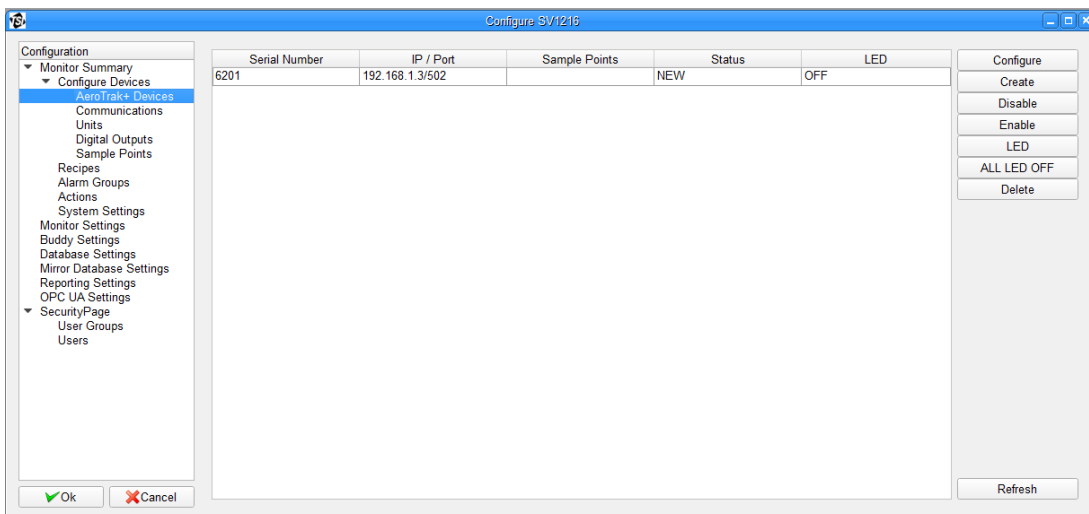 TSI
Configure SV1216
Configuration
Monitor Summary
Configure Devices
AeroTrak+ Devices
Communications
Units
Digital Outputs
Sample Points
Recipes
Alarm Groups
Actions
System Settings
Monitor Settings
Buddy Settings
Database Settings
Mirror Database Settings
Reporting Settings
OPC UA Settings
SecurityPage
User Groups
Users
Ok Cancel
Serial Number IP / Port Sample Points Status LED
6201 192.168.1.3/502 NEW OFF
Configure
Create
Disable
Enable
LED
ALL LED OFF
Delete
Refresh